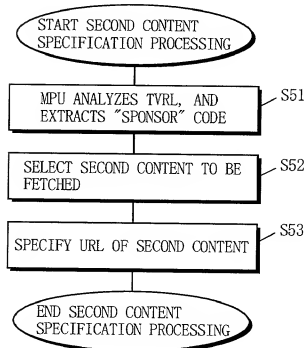 START SECOND CONTENT
SPECIFICATION PROCESSING
S51
MPU ANALYZES TVRL, AND
EXTRACTS "SPONSOR" CODE
S52
SELECT SECOND CONTENT TO BE
FETCHED
S53
SPECIFY URL OF SECOND CONTENT
END SECOND CONTENT
SPECIFICATION PROCESSING